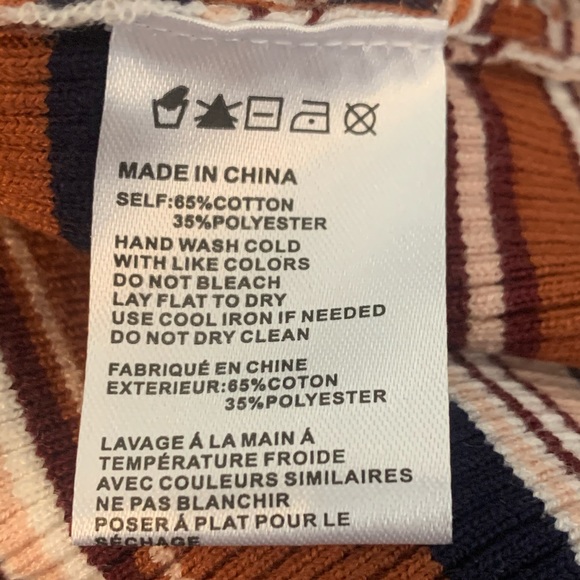 MADE IN CHINA
SELF:65%COTTON
35%POLYESTER
HAND WASH COLD
WITH LIKE COLORS
DO NOT BLEACH
LAY FLAT TO DRY
USE COOL IRON IF NEEDED
DO NOT DRY CLEAN
FABRIQUÉ EN CHINE
EXTERIEUR:65%COTON
35%POLYESTER
LAVAGE Á LA MAIN Á
TEMPÉRATURE FROIDE
AVEC COULEURS SIMILAIRES
NE PAS BLANCHIR
POSER Á PLAT POUR LE
SÉCHAGE